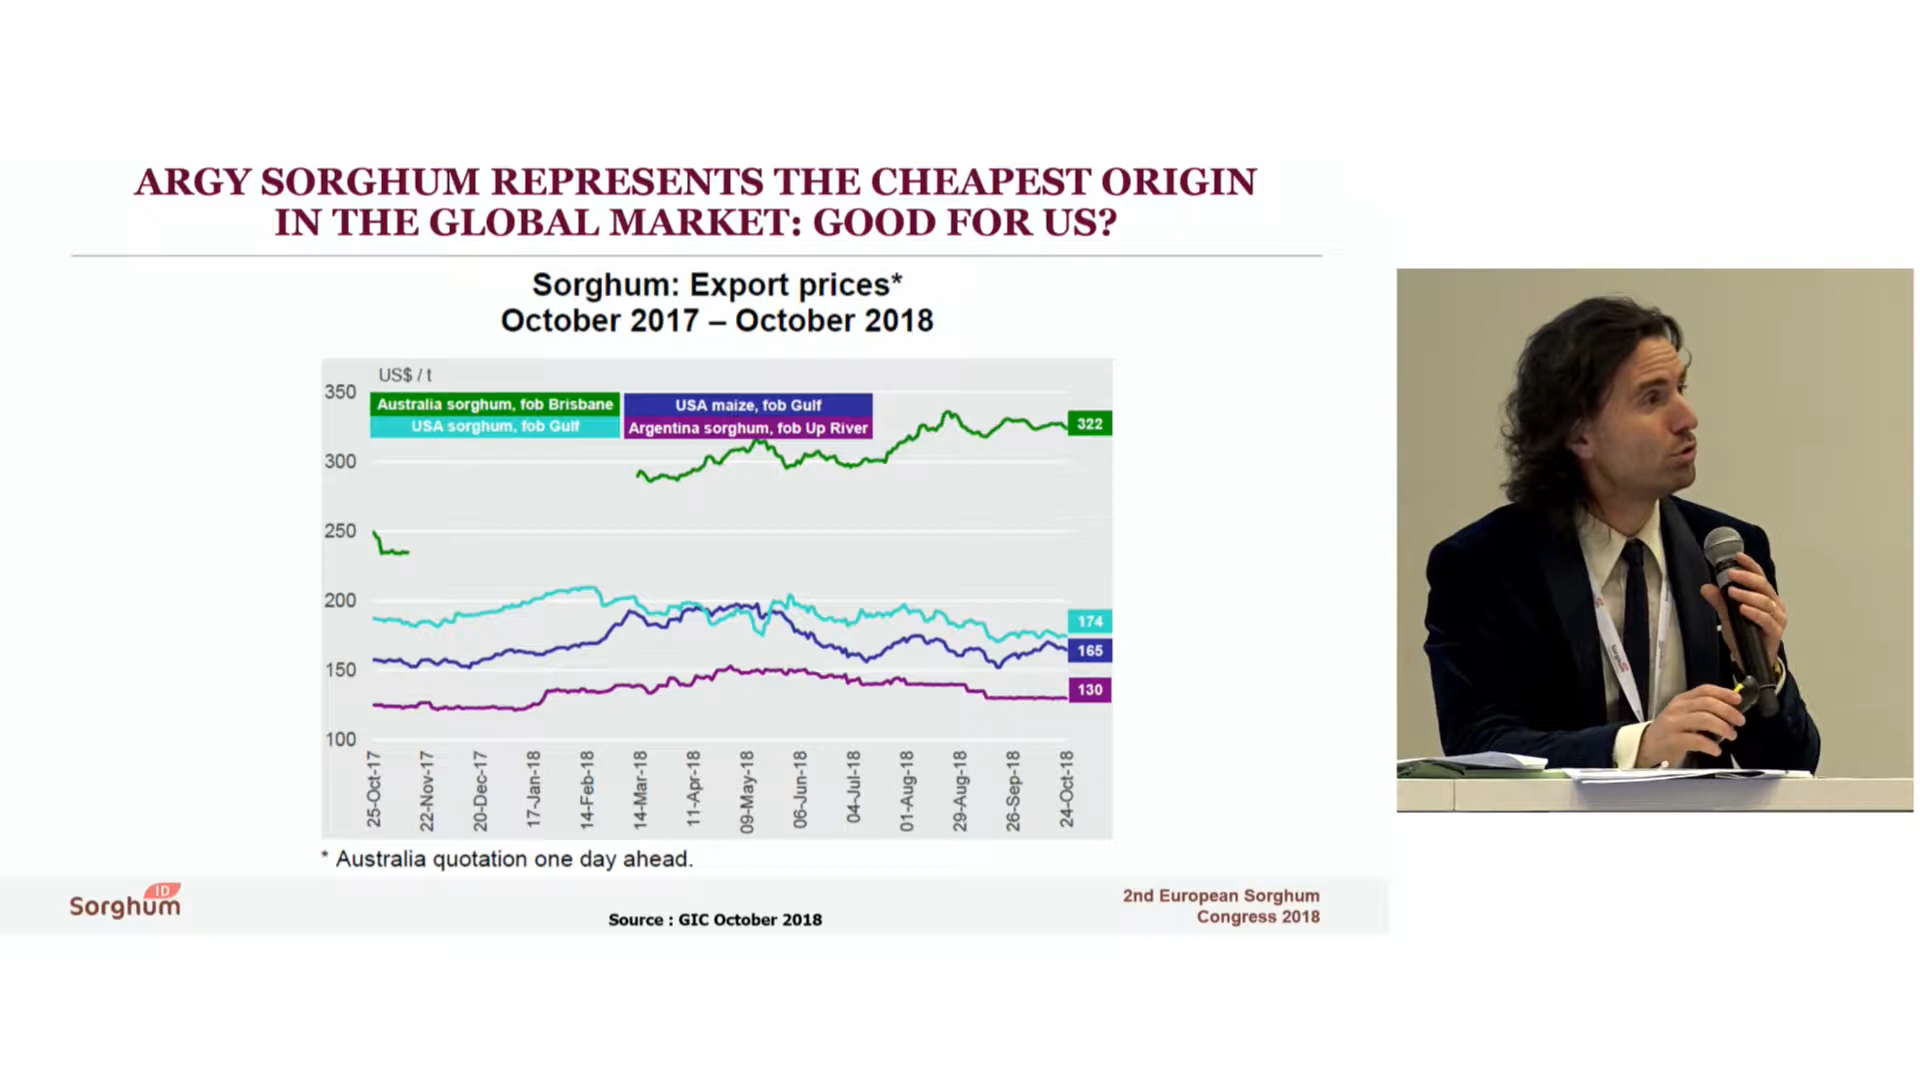 ARGY SORGHUM REPRESENTS THE CHEAPEST ORIGIN
IN THE GLOBAL MARKET: GOOD FOR US?
Sorghum: Export prices*
October 2017 – October 2018
US$ / t
350
300
250
200
150
100
Australia sorghum, fob Brisbane
USA sorghum, fob Gulf
USA maize, fob Gulf
Argentina sorghum, fob Up River
322
174
165
130
25-Oct-17
22-Nov-17
20-Dec-17
17-Jan-18
14-Feb-18
14-Mar-18
11-Apr-18
09-May-18
06-Jun-18
04-Jul-18
01-Aug-18
29-Aug-18
26-Sep-18
24-Oct-18
* Australia quotation one day ahead.
Sorghum ID
Source : GIC October 2018
2nd European Sorghum
Congress 2018